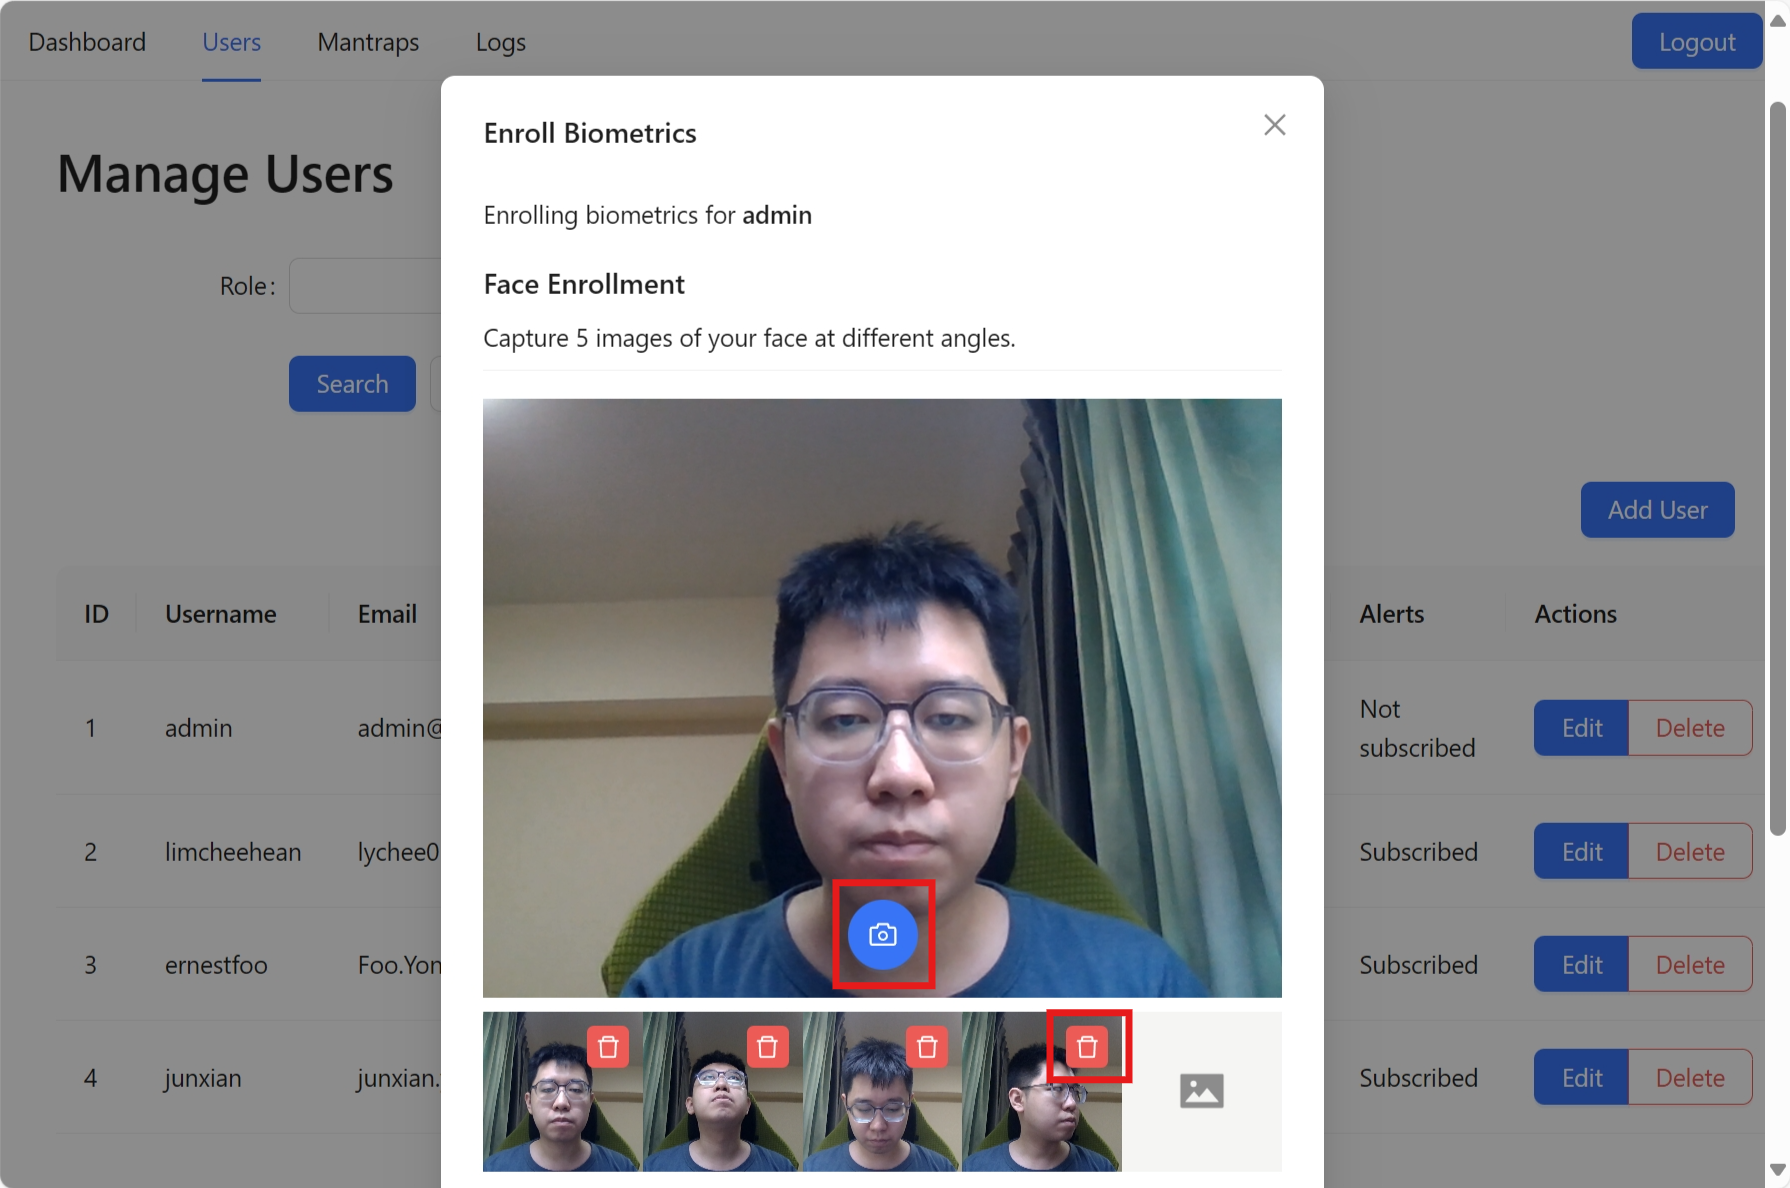 Dashboard Users Mantraps Logs Logout
Manage Users
Role:
Search
Add User
ID Username Email Alerts Actions
1 admin admin@ Not subscribed Edit Delete
2 limcheehean lychee0 Subscribed Edit Delete
3 ernestfoo Foo.Yon Subscribed Edit Delete
4 junxian junxian. Subscribed Edit Delete
Enroll Biometrics
Enrolling biometrics for admin
Face Enrollment
Capture 5 images of your face at different angles.